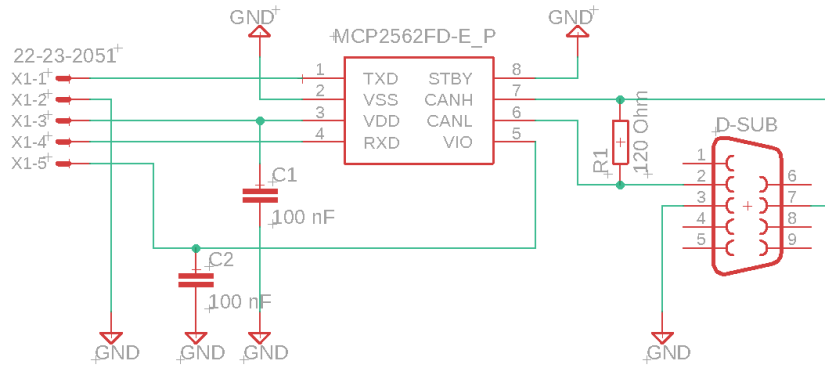 GND
GND
MCP2562FD-E_P
22-23-2051
X1-1
1
TXD
STBY
8
X1-2
2
VSS
CANH
7
X1-3
3
VDD
CANL
6
X1-4
4
RXD
VIO
5
X1-5
R1
120 Ohm
D-SUB
1
2
6
3
7
4
8
5
9
C1
100 nF
C2
100 nF
GND
GND
GND
GND